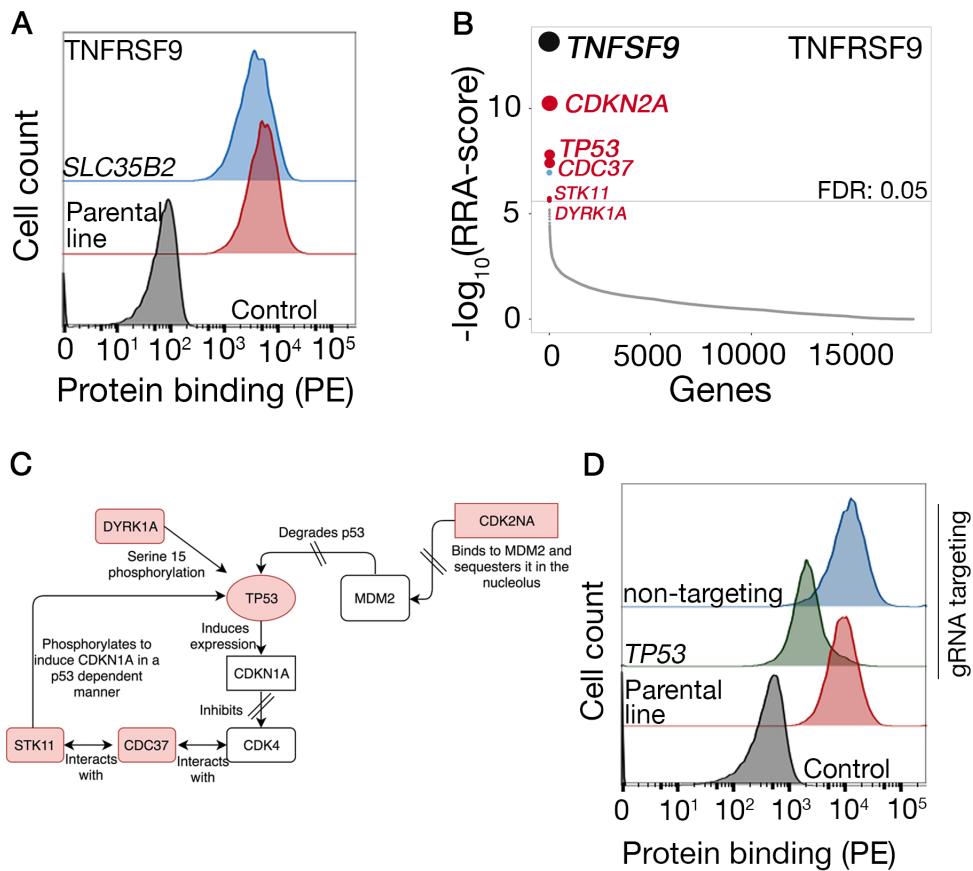 A
TNFRSF9
SLC35B2
Parental
line
Control
Cell count
0 10¹ 10² 10³ 10⁴ 10⁵
Protein binding (PE)
B
TNFSF9
TNFRSF9
CDKN2A
TP53
CDC37
STK11
DYRK1A
FDR: 0.05
10
5
0
-log₁₀(RRA-score)
0 5000 10000 15000
Genes
C
DYRK1A
Serine 15
phosphorylation
Degrades p53
CDK2NA
Binds to MDM2 and
sequesters it in the
nucleolus
TP53
MDM2
Induces
expression
Phosphorylates to
induce CDKN1A in a
p53 dependent
manner
CDKN1A
Inhibits
STK11
Interacts
with
CDC37
Interacts
with
CDK4
D
non-targeting
TP53
Parental
line
Control
gRNA targeting
Cell count
0 10¹ 10² 10³ 10⁴ 10⁵
Protein binding (PE)